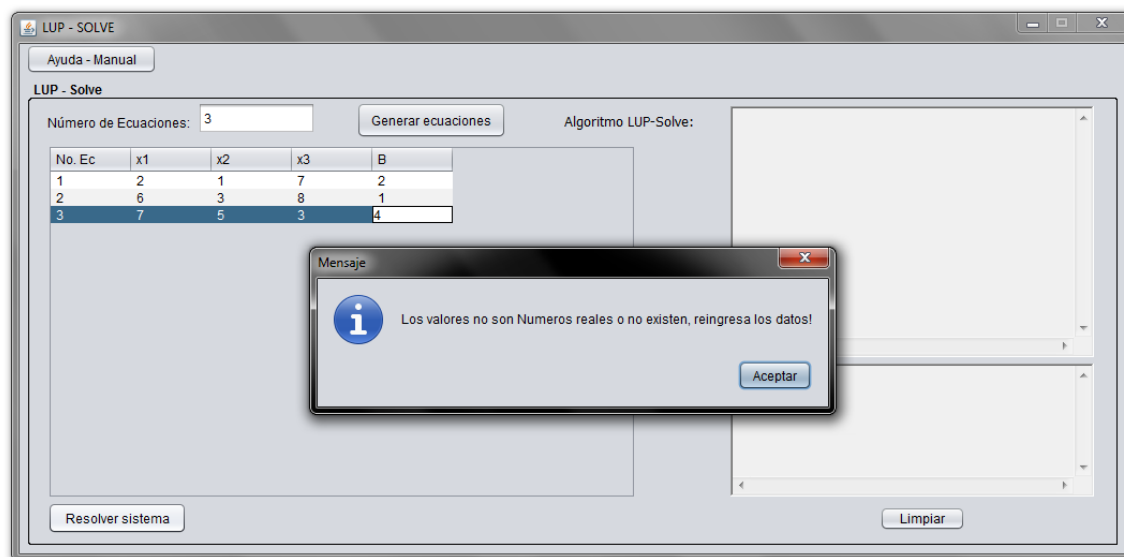 LUP - SOLVE
Ayuda - Manual
LUP - Solve
Número de Ecuaciones: 3 Generar ecuaciones Algoritmo LUP-Solve:
No. Ec x1 x2 x3 B
1 2 1 7 2
2 6 3 8 1
3 7 5 3 4
Mensaje
Los valores no son Numeros reales o no existen, reingresa los datos!
Aceptar
Resolver sistema Limpiar